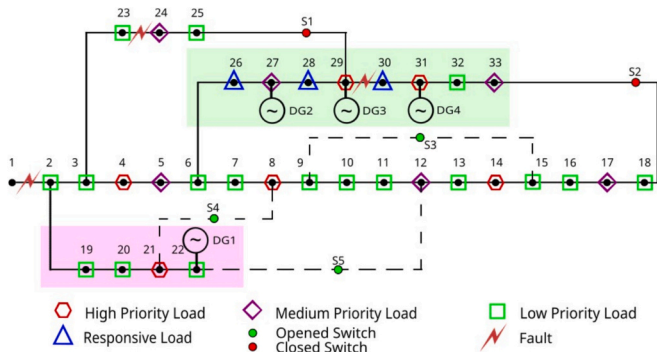 23 24 25 S1
26 27 28 29 30 31 32 33 S2
DG2 DG3 DG4
S3
1 2 3 4 5 6 7 8 9 10 11 12 13 14 15 16 17 18
S4
19 20 21 22 DG1 S5
High Priority Load Medium Priority Load Low Priority Load
Responsive Load Opened Switch Fault
Closed Switch